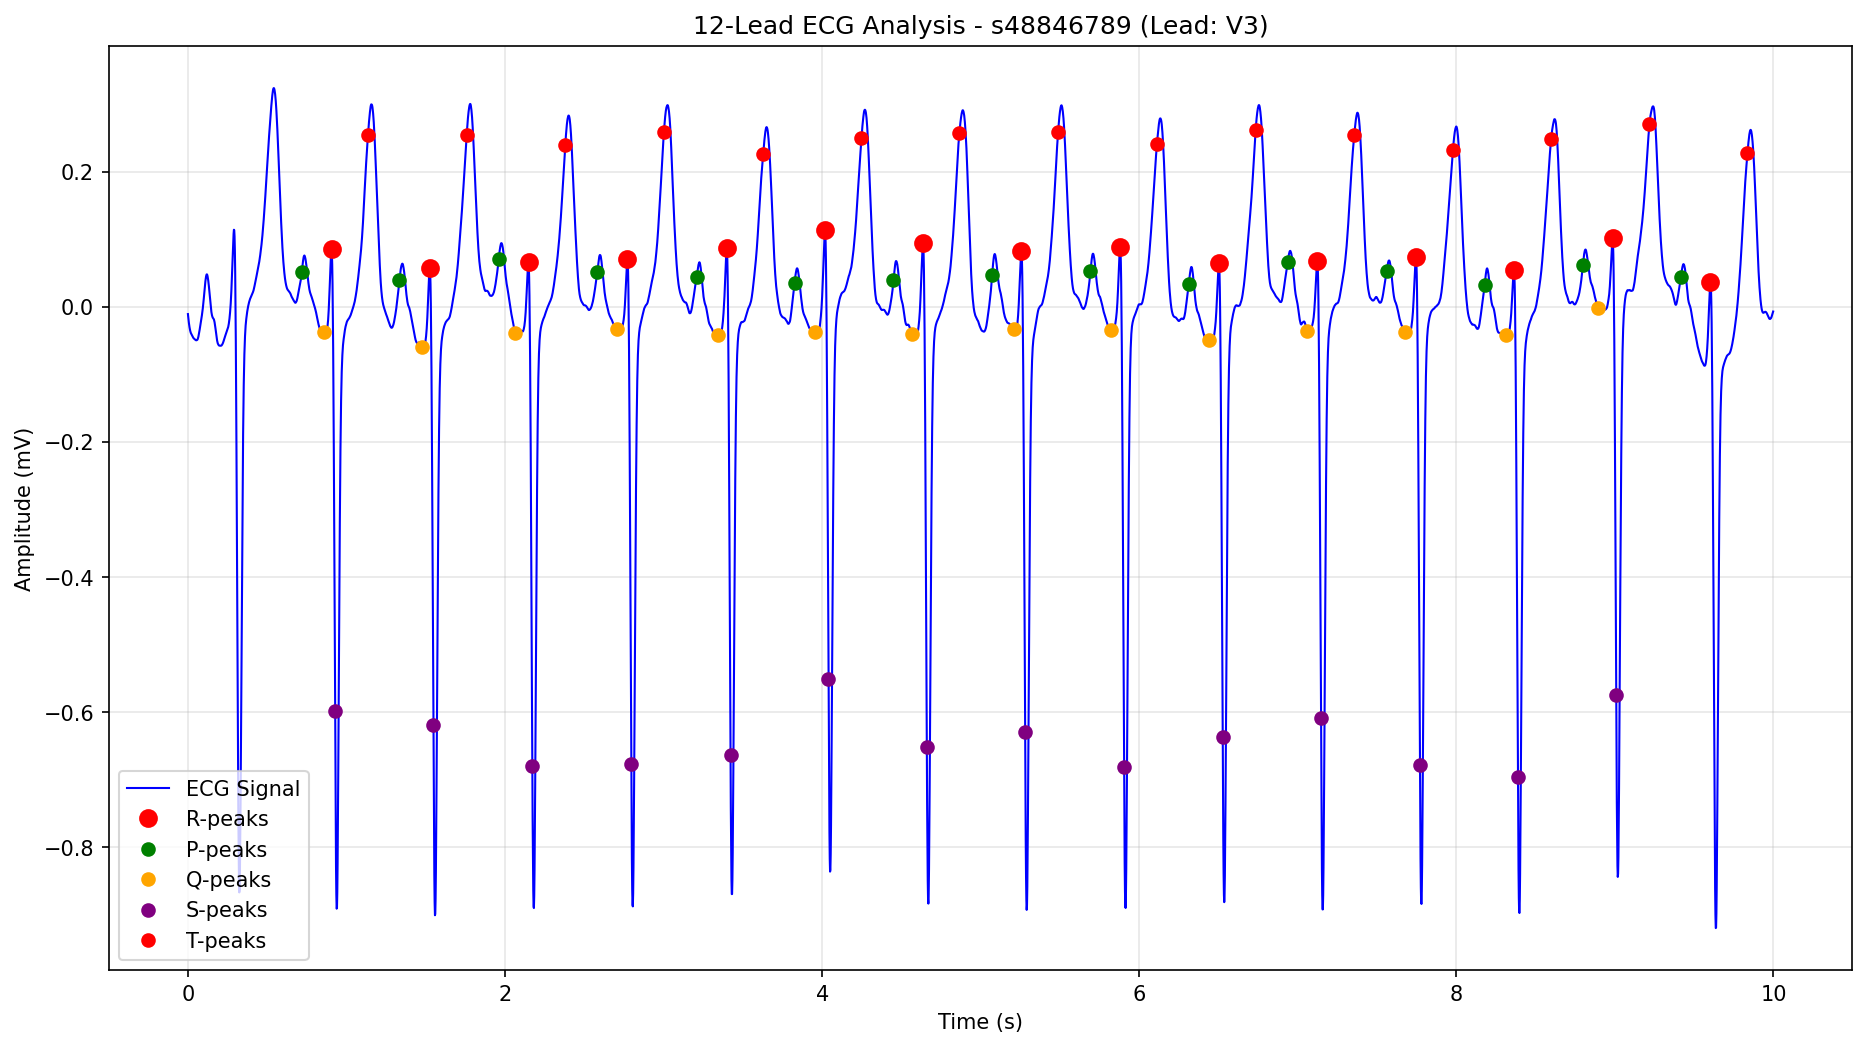 12-Lead ECG Analysis - s48846789 (Lead: V3)
Amplitude (mV)
0.2
0.0
−0.2
−0.4
−0.6
−0.8
ECG Signal
R-peaks
P-peaks
Q-peaks
S-peaks
T-peaks
0 2 4 6 8 10
Time (s)